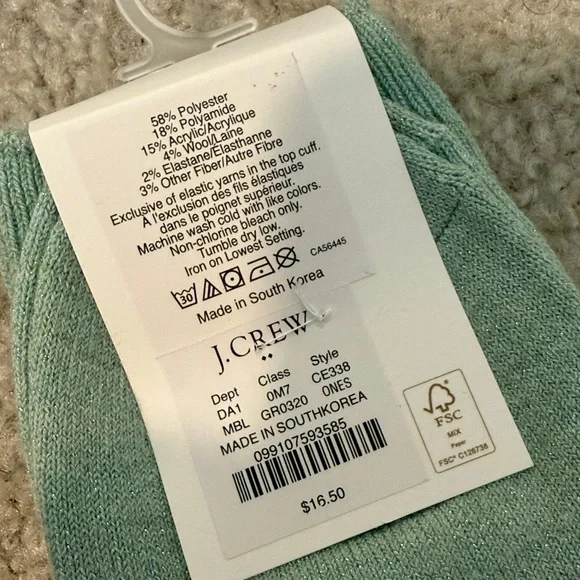 58% Polyester
18% Polyamide
15% Acrylic/Acrylique
4% Wool/Laine
2% Elastane/Elasthanne
3% Other Fiber/Autre Fibre
Exclusive of elastic yarns in the top cuff.
À l'exclusion des fils élastiques
dans le poignet supérieur.
Machine wash cold with like colors.
Non-chlorine bleach only.
Tumble dry low.
Iron on Lowest Setting.
30
CA56445
Made in South Korea
J.CREW
Dept Class Style
DA1 0M7 CE338
MBL GR0320 0NES
MADE IN SOUTHKOREA
099107593585
$16.50
FSC
MIX
Paper
FSC® C126738